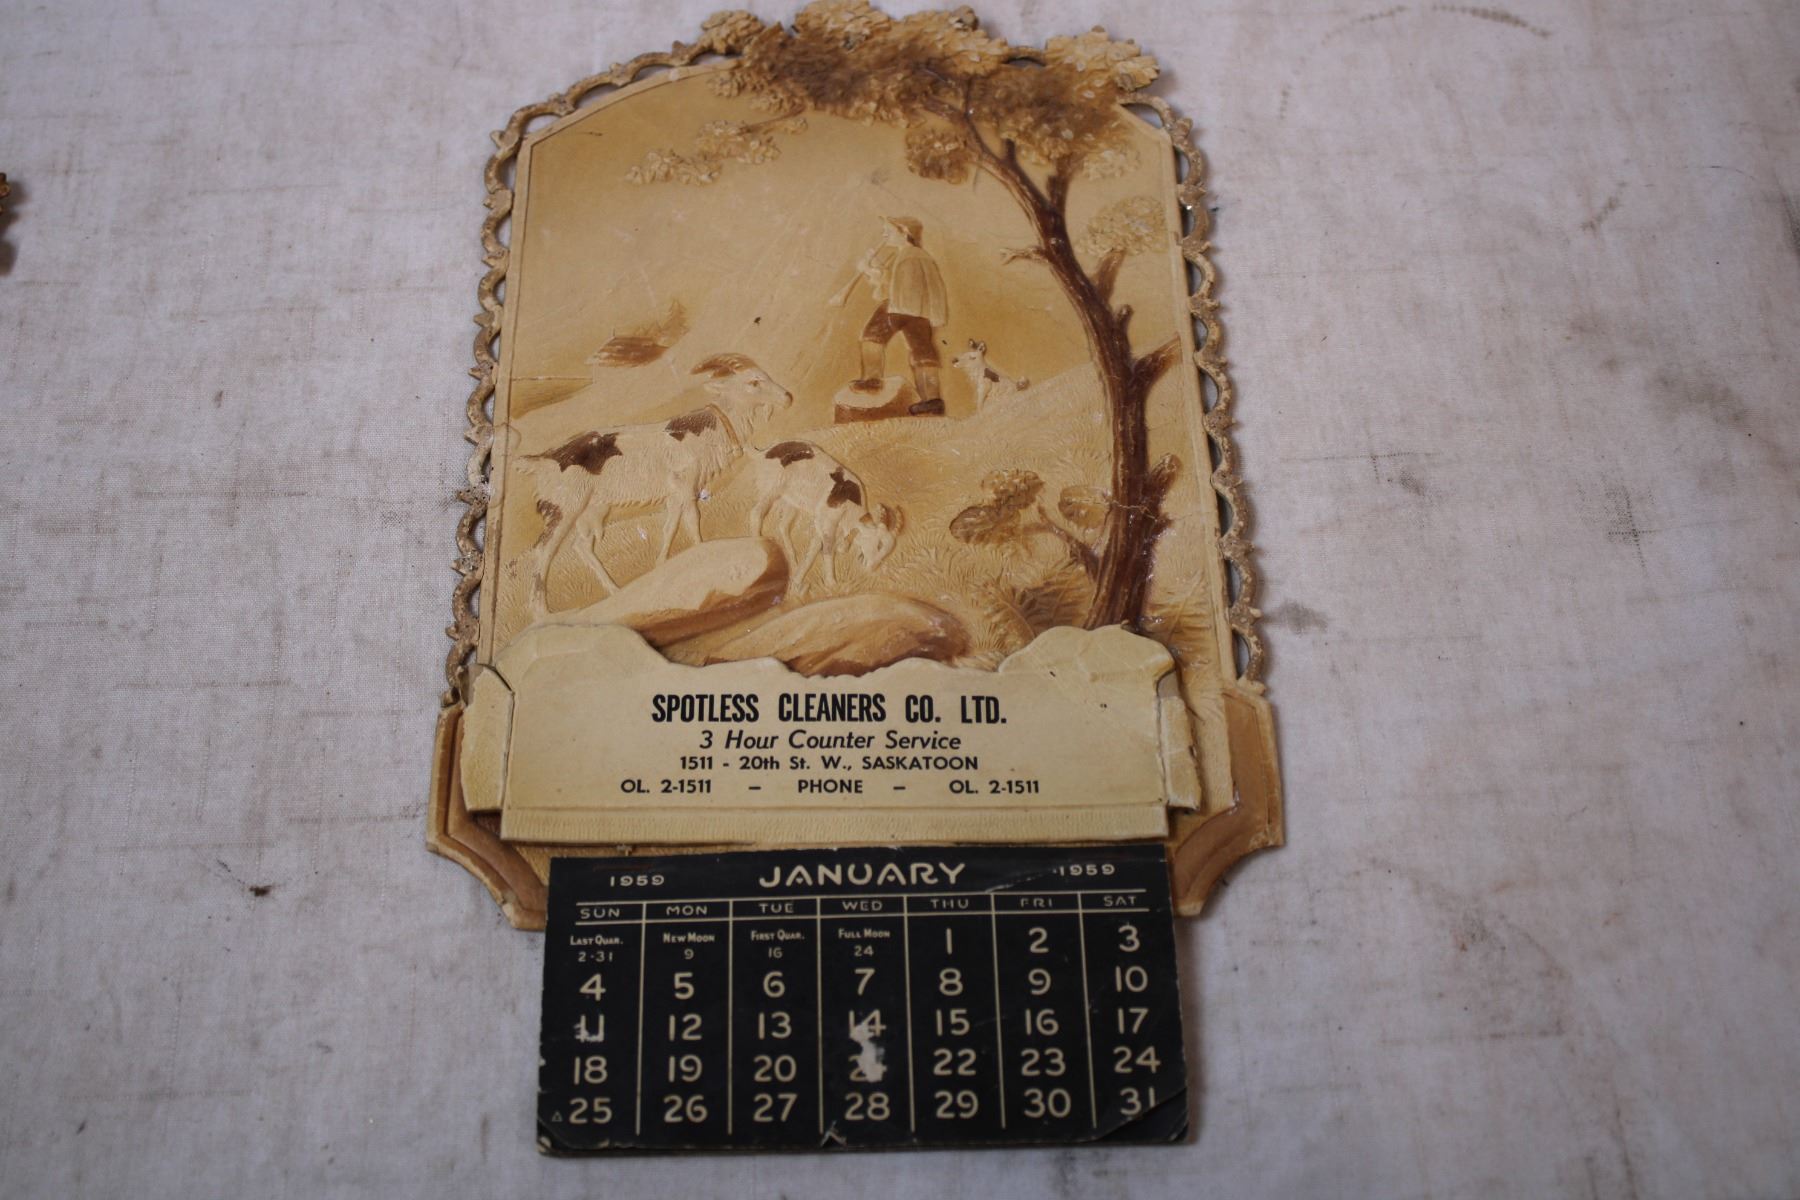 SPOTLESS CLEANERS CO. LTD.
3 Hour Counter Service
1511 - 20th St. W., SASKATOON
OL. 2-1511 – PHONE – OL. 2-1511
1959 JANUARY 1959
SUN MON TUE WED THU FRI SAT
LAST QUAR. 2-31 NEW MOON 9 FIRST QUAR. 16 FULL MOON 24 1 2 3
4 5 6 7 8 9 10
11 12 13 14 15 16 17
18 19 20 22 23 24
25 26 27 28 29 30 31